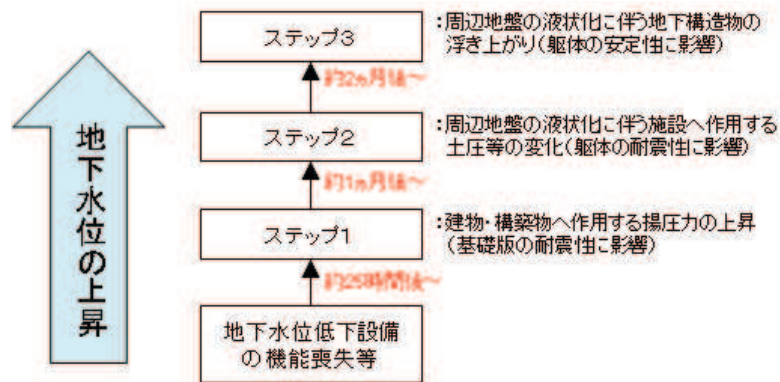 ステップ3
:周辺地盤の液状化に伴う地下構造物の
浮き上がり(躯体の安定性に影響)
約2ヵ月後～
ステップ2
:周辺地盤の液状化に伴う施設へ作用する
土圧等の変化(躯体の耐震性に影響)
約1ヵ月後～
ステップ1
:建物・構築物へ作用する揚圧力の上昇
(基礎版の耐震性に影響)
約25時間後～
地下水位低下設備
の機能喪失等
地下水位の上昇